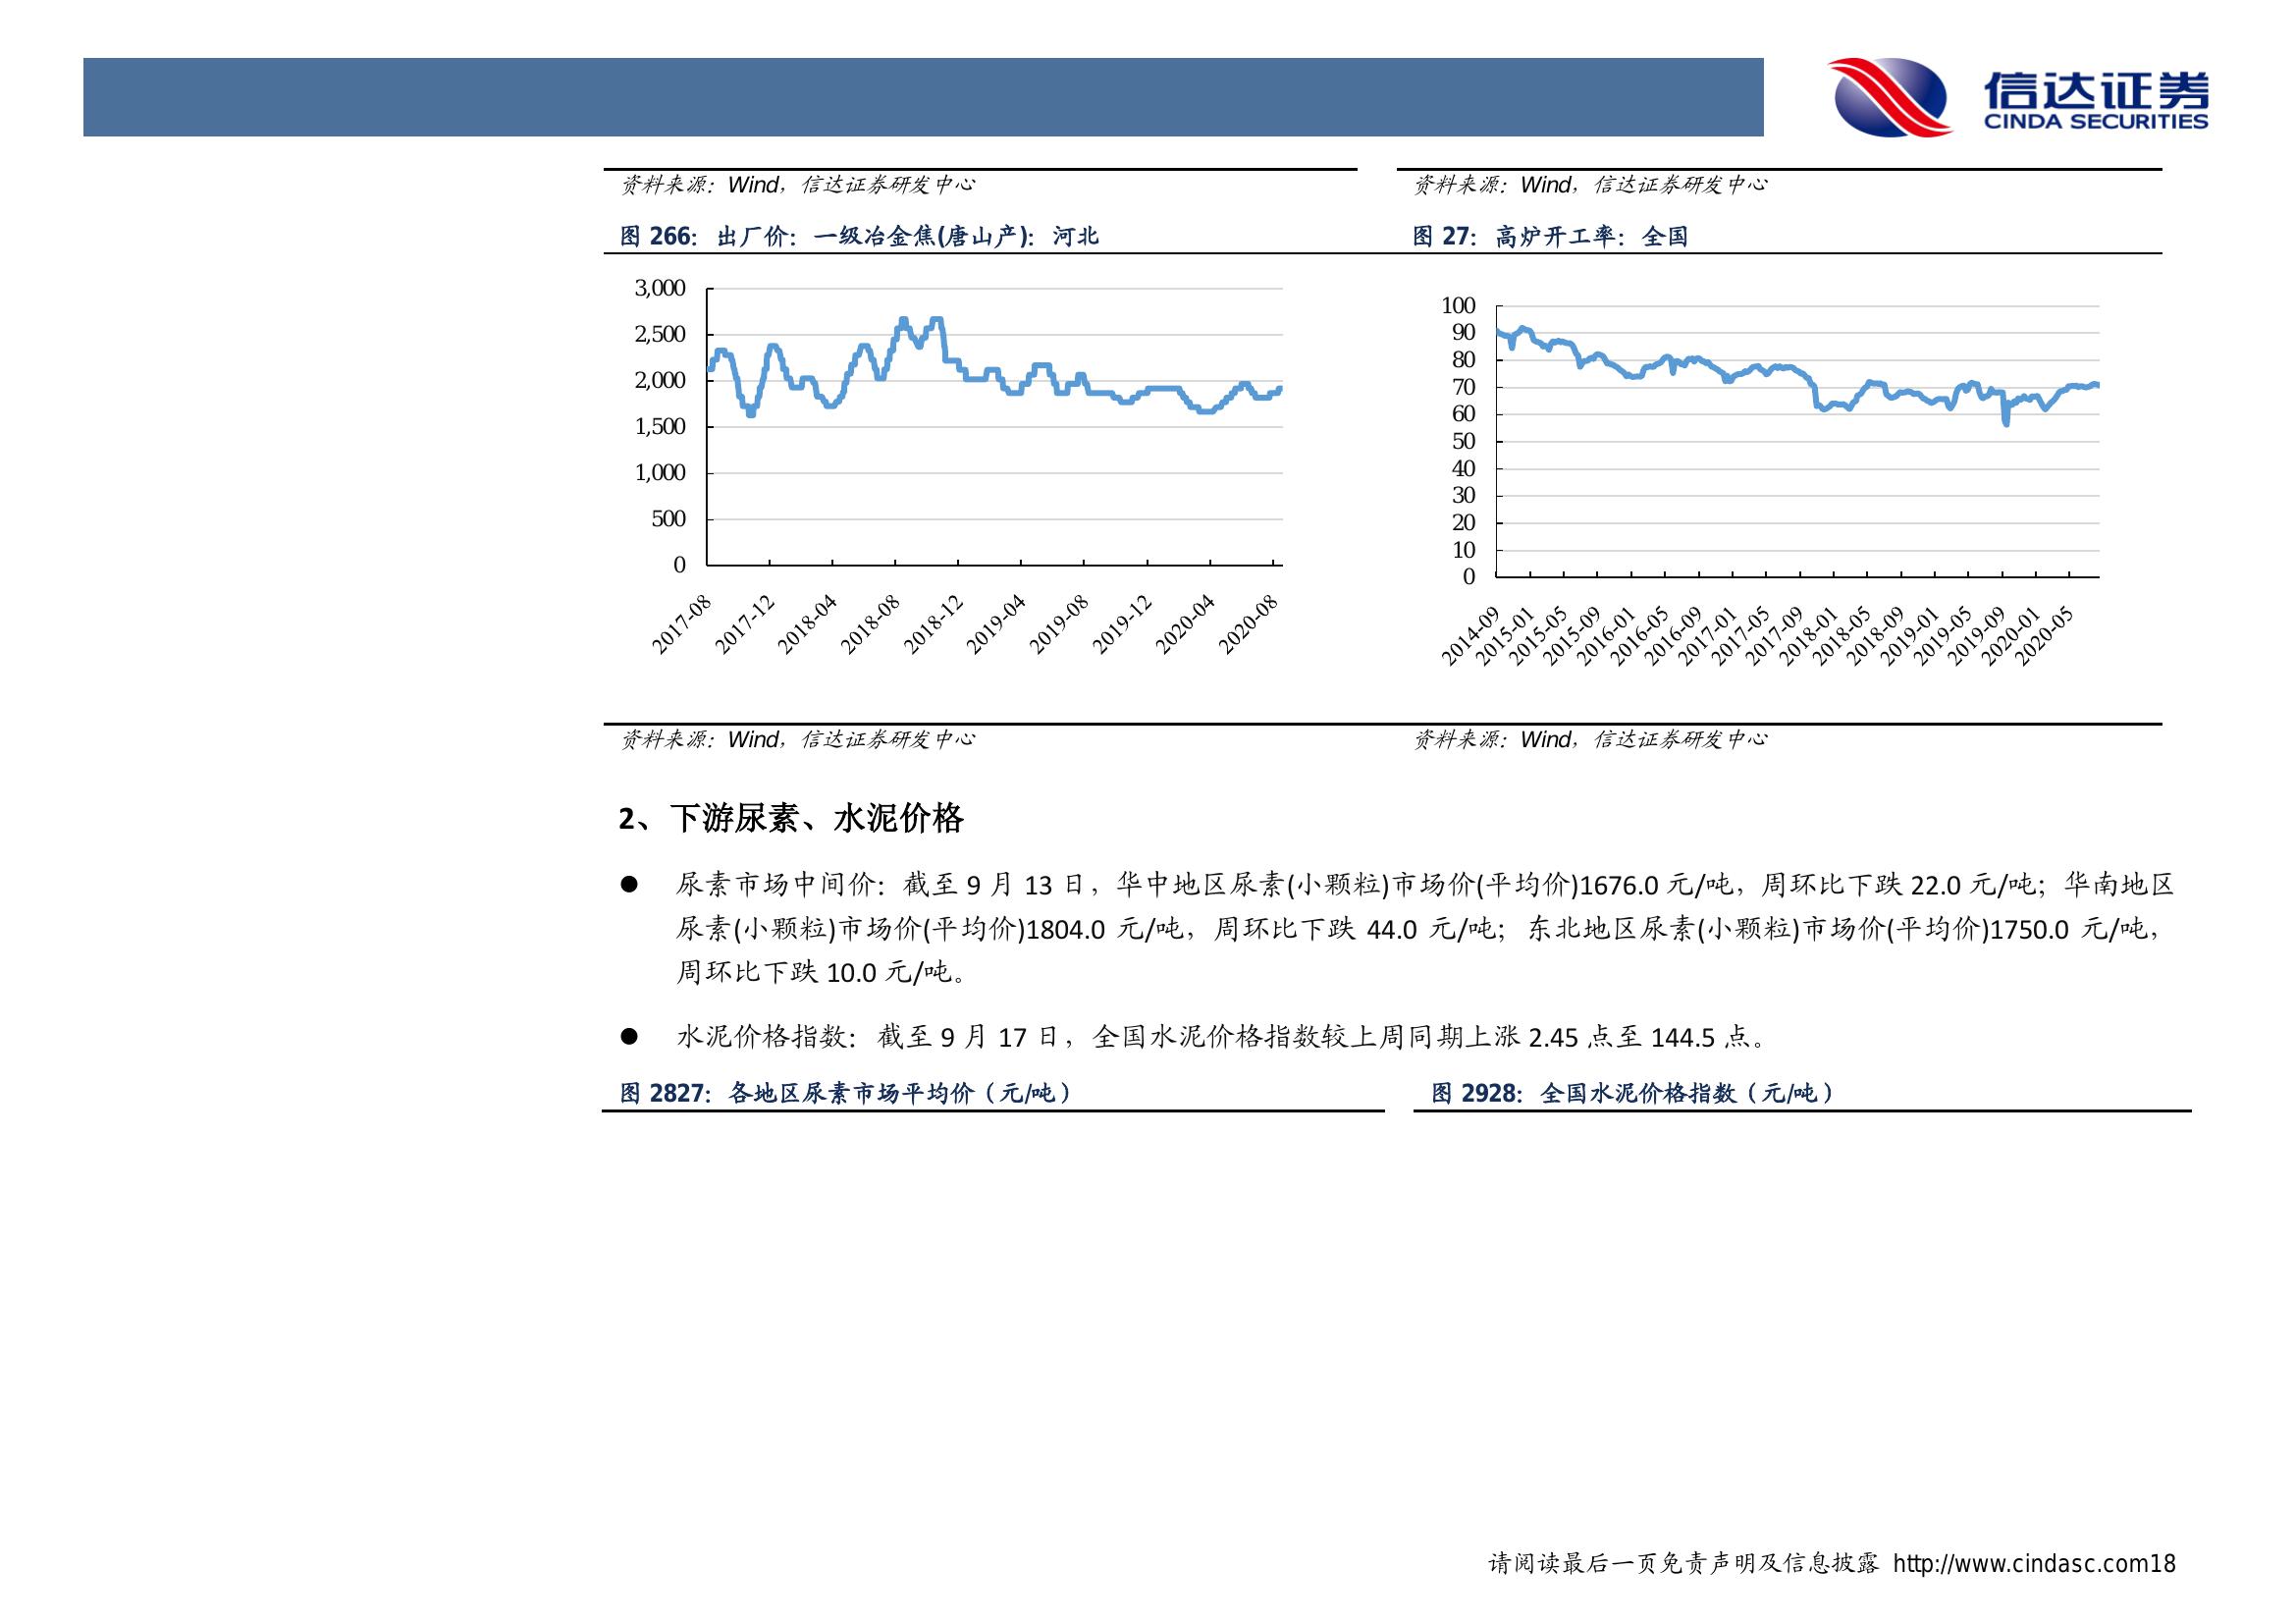 信达证券
CINDA SECURITIES
资料来源：Wind，信达证券研发中心
资料来源：Wind，信达证券研发中心
图 266：出厂价：一级冶金焦(唐山产)：河北
图 27：高炉开工率：全国
3,000
2,500
2,000
1,500
1,000
500
0
2017-08
2017-12
2018-04
2018-08
2018-12
2019-04
2019-08
2019-12
2020-04
2020-08
100
90
80
70
60
50
40
30
20
10
0
2014-09
2015-01
2015-05
2015-09
2016-01
2016-05
2016-09
2017-01
2017-05
2017-09
2018-01
2018-05
2018-09
2019-01
2019-05
2019-09
2020-01
2020-05
资料来源：Wind，信达证券研发中心
资料来源：Wind，信达证券研发中心
2、下游尿素、水泥价格
● 尿素市场中间价：截至 9 月 13 日，华中地区尿素(小颗粒)市场价(平均价)1676.0 元/吨，周环比下跌 22.0 元/吨；华南地区
尿素(小颗粒)市场价(平均价)1804.0 元/吨，周环比下跌 44.0 元/吨；东北地区尿素(小颗粒)市场价(平均价)1750.0 元/吨，
周环比下跌 10.0 元/吨。
● 水泥价格指数：截至 9 月 17 日，全国水泥价格指数较上周同期上涨 2.45 点至 144.5 点。
图 2827：各地区尿素市场平均价（元/吨）
图 2928：全国水泥价格指数（元/吨）
请阅读最后一页免责声明及信息披露 http://www.cindasc.com18